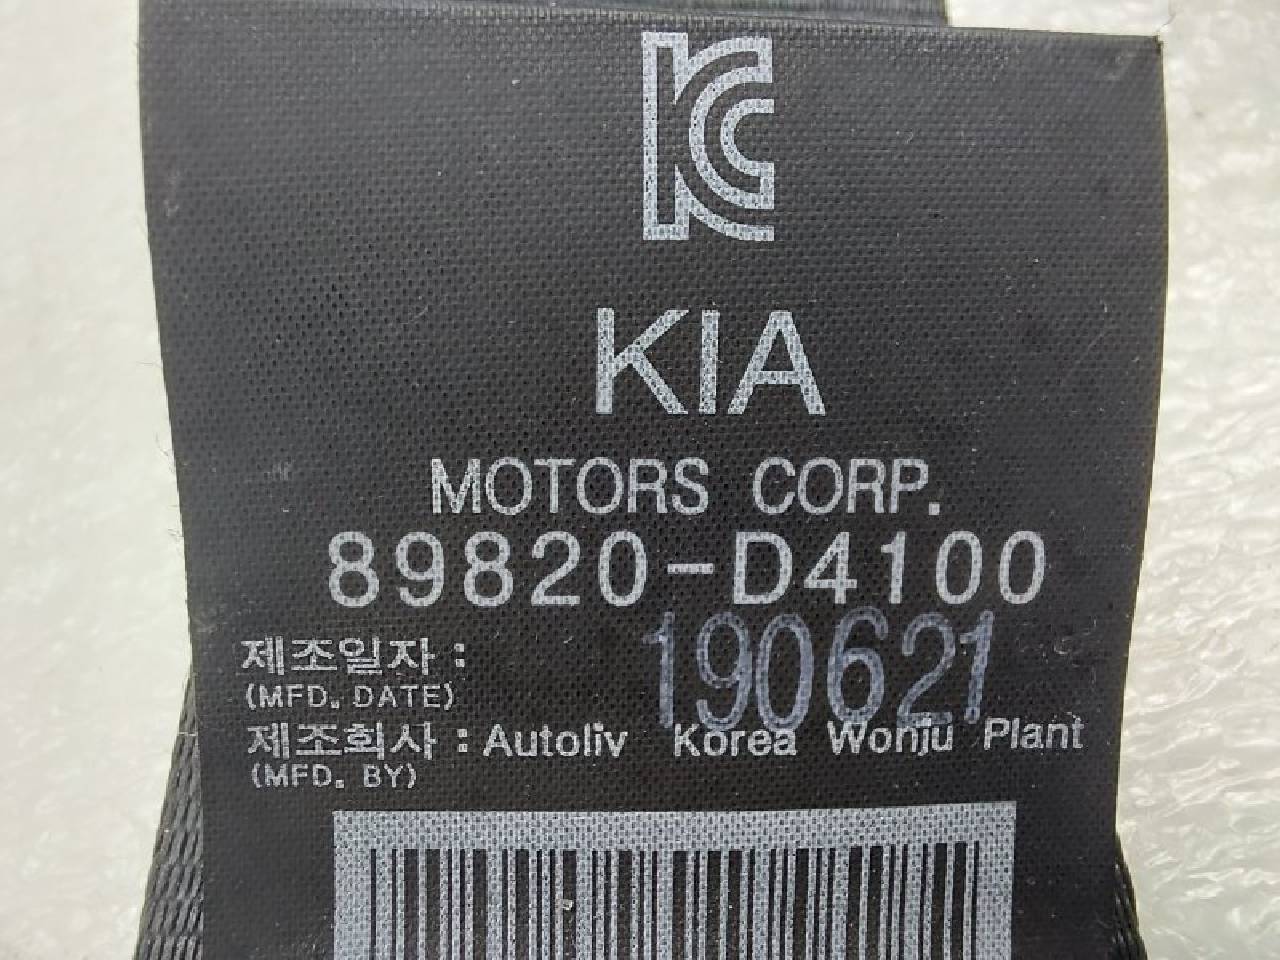 KC
KIA
MOTORS CORP.
89820-D4100
제조일자 : 190621
(MFD. DATE)
제조회사 : Autoliv Korea Wonju Plant
(MFD. BY)